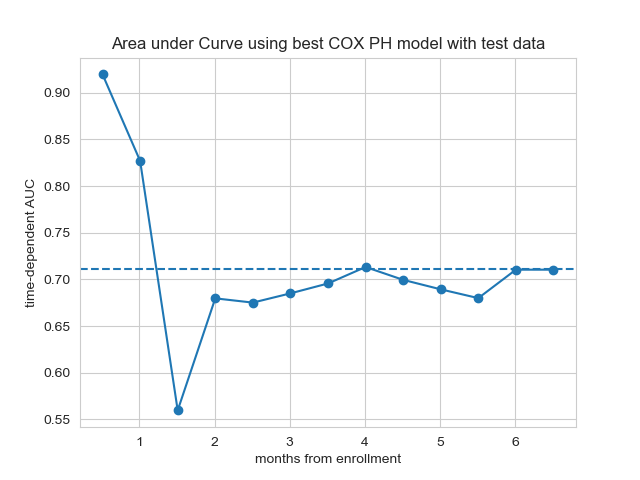 Area under Curve using best COX PH model with test data
time-dependent AUC
0.90
0.85
0.80
0.75
0.70
0.65
0.60
0.55
1 2 3 4 5 6
months from enrollment